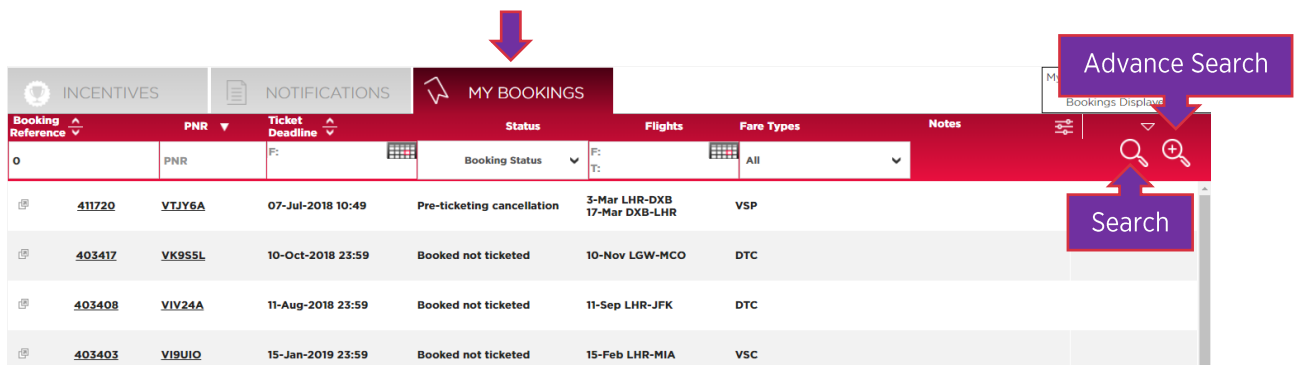 Advance Search
INCENTIVES
NOTIFICATIONS
MY BOOKINGS
My
Bookings Displaye
Booking Reference
PNR
Ticket Deadline
Status
Flights
Fare Types
Notes
0
PNR
F:
Booking Status
F:
T:
All
Search
411720 VTJY6A 07-Jul-2018 10:49 Pre-ticketing cancellation 3-Mar LHR-DXB VSP
17-Mar DXB-LHR
403417 VK9S5L 10-Oct-2018 23:59 Booked not ticketed 10-Nov LGW-MCO DTC
403408 VIV24A 11-Aug-2018 23:59 Booked not ticketed 11-Sep LHR-JFK DTC
403403 VI9UIO 15-Jan-2019 23:59 Booked not ticketed 15-Feb LHR-MIA VSC